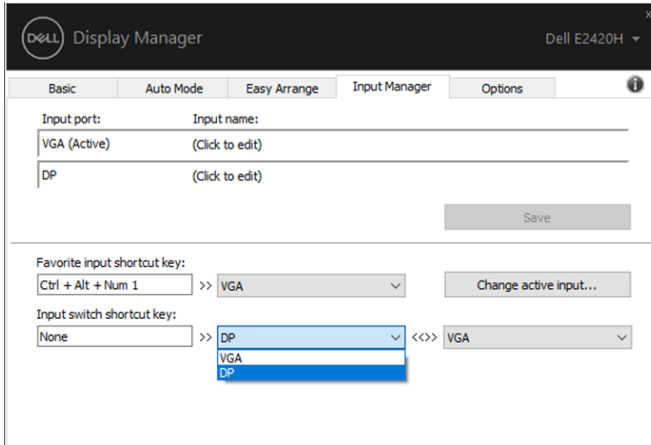 DELL Display Manager Dell E2420H
Basic Auto Mode Easy Arrange Input Manager Options
Input port: Input name:
VGA (Active) (Click to edit)
DP (Click to edit)
Save
Favorite input shortcut key:
Ctrl + Alt + Num 1 >> VGA Change active input...
Input switch shortcut key:
None >> DP <<>> VGA
VGA
DP